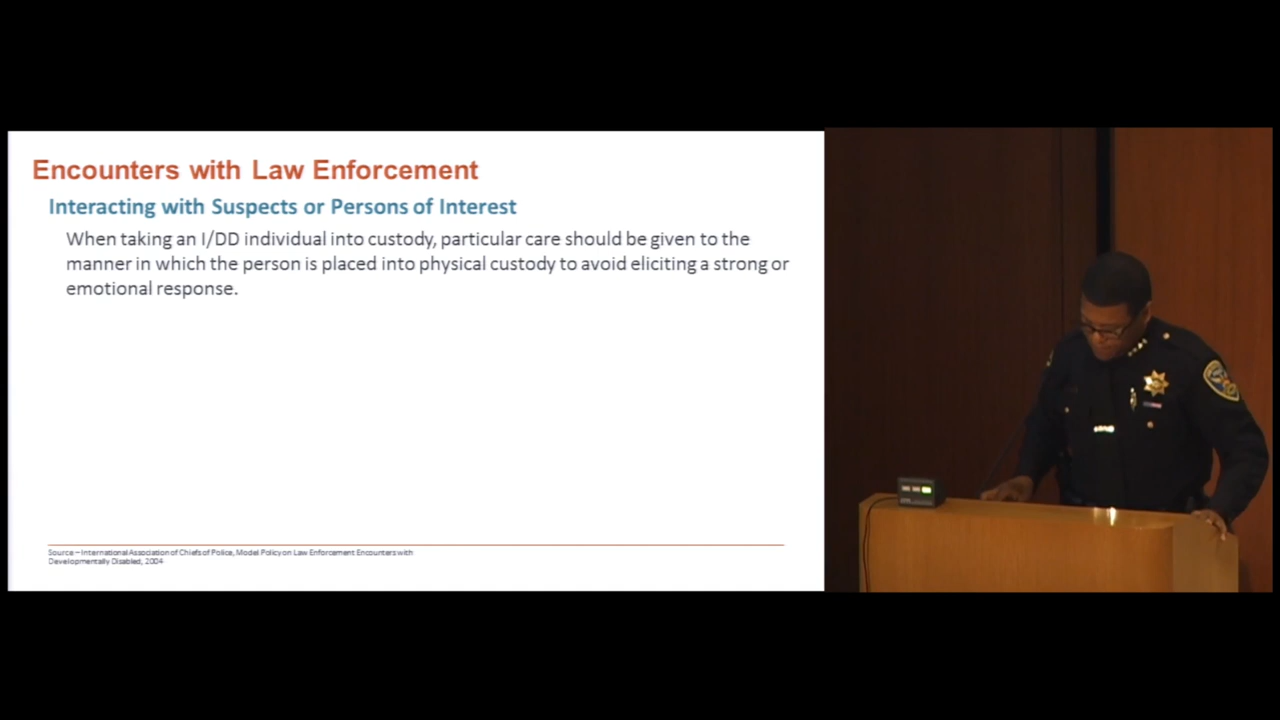 Encounters with Law Enforcement
Interacting with Suspects or Persons of Interest
When taking an I/DD individual into custody, particular care should be given to the
manner in which the person is placed into physical custody to avoid eliciting a strong or
emotional response.
Source – International Association of Chiefs of Police, Model Policy on Law Enforcement Encounters with
Developmentally Disabled, 2004